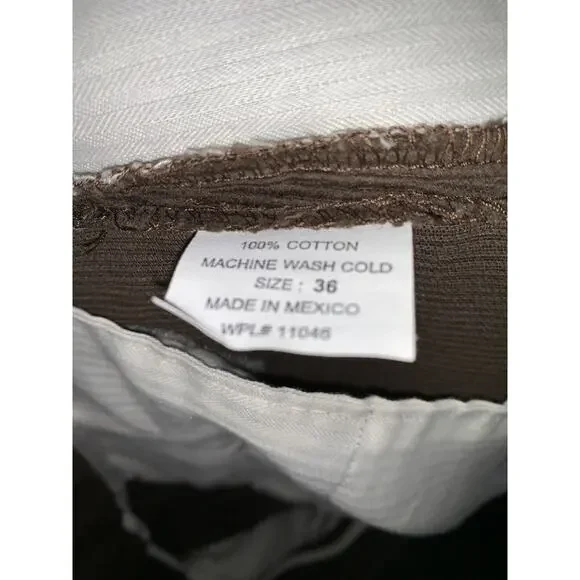 100% COTTON
MACHINE WASH COLD
SIZE : 36
MADE IN MEXICO
WPL# 11046